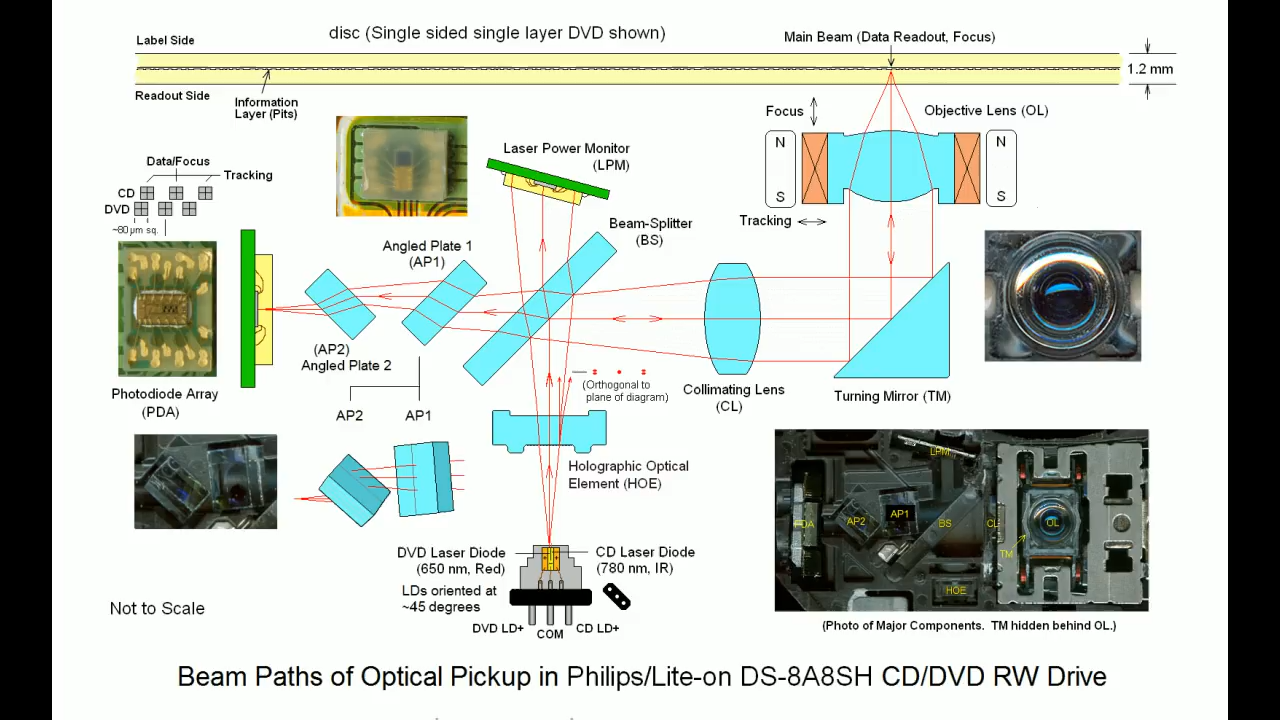 disc (Single sided single layer DVD shown)
Label Side
Main Beam (Data Readout, Focus)
1.2 mm
Readout Side
Information
Layer (Pits)
Focus
Objective Lens (OL)
N
S
N
S
Tracking
Data/Focus
Tracking
CD
DVD
~80 µm sq.
Laser Power Monitor
(LPM)
Beam-Splitter
(BS)
Angled Plate 1
(AP1)
(AP2)
Angled Plate 2
Photodiode Array
(PDA)
AP2
AP1
(Orthogonal to
plane of diagram)
Collimating Lens
(CL)
Turning Mirror (TM)
Holographic Optical
Element (HOE)
DVD Laser Diode
(650 nm, Red)
CD Laser Diode
(780 nm, IR)
LDs oriented at
~45 degrees
DVD LD+
COM
CD LD+
Not to Scale
LPM
PDA
AP2
AP1
BS
CL
OL
TM
HOE
(Photo of Major Components.  TM hidden behind OL.)
Beam Paths of Optical Pickup in Philips/Lite-on DS-8A8SH CD/DVD RW Drive